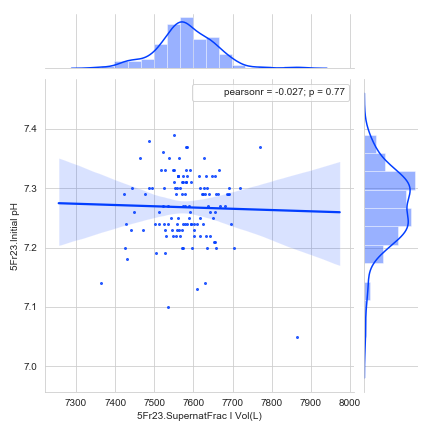 pearsonr = -0.027; p = 0.77
7.4
7.3
7.2
7.1
7.0
5Fr23.Initial pH
7300 7400 7500 7600 7700 7800 7900 8000
5Fr23.SupernatFrac I Vol(L)